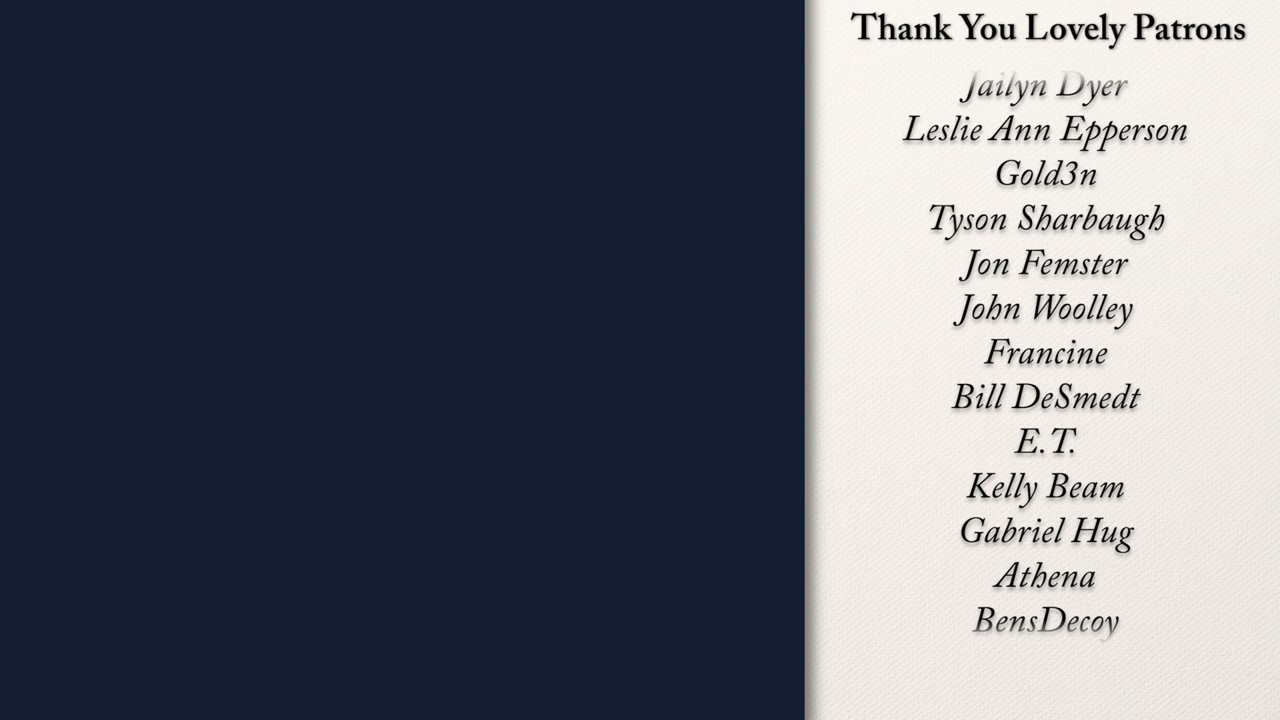 Thank You Lovely Patrons
Jailyn Dyer
Leslie Ann Epperson
Gold3n
Tyson Sharbaugh
Jon Femster
John Woolley
Francine
Bill DeSmedt
E.T.
Kelly Beam
Gabriel Hug
Athena
BensDecoy